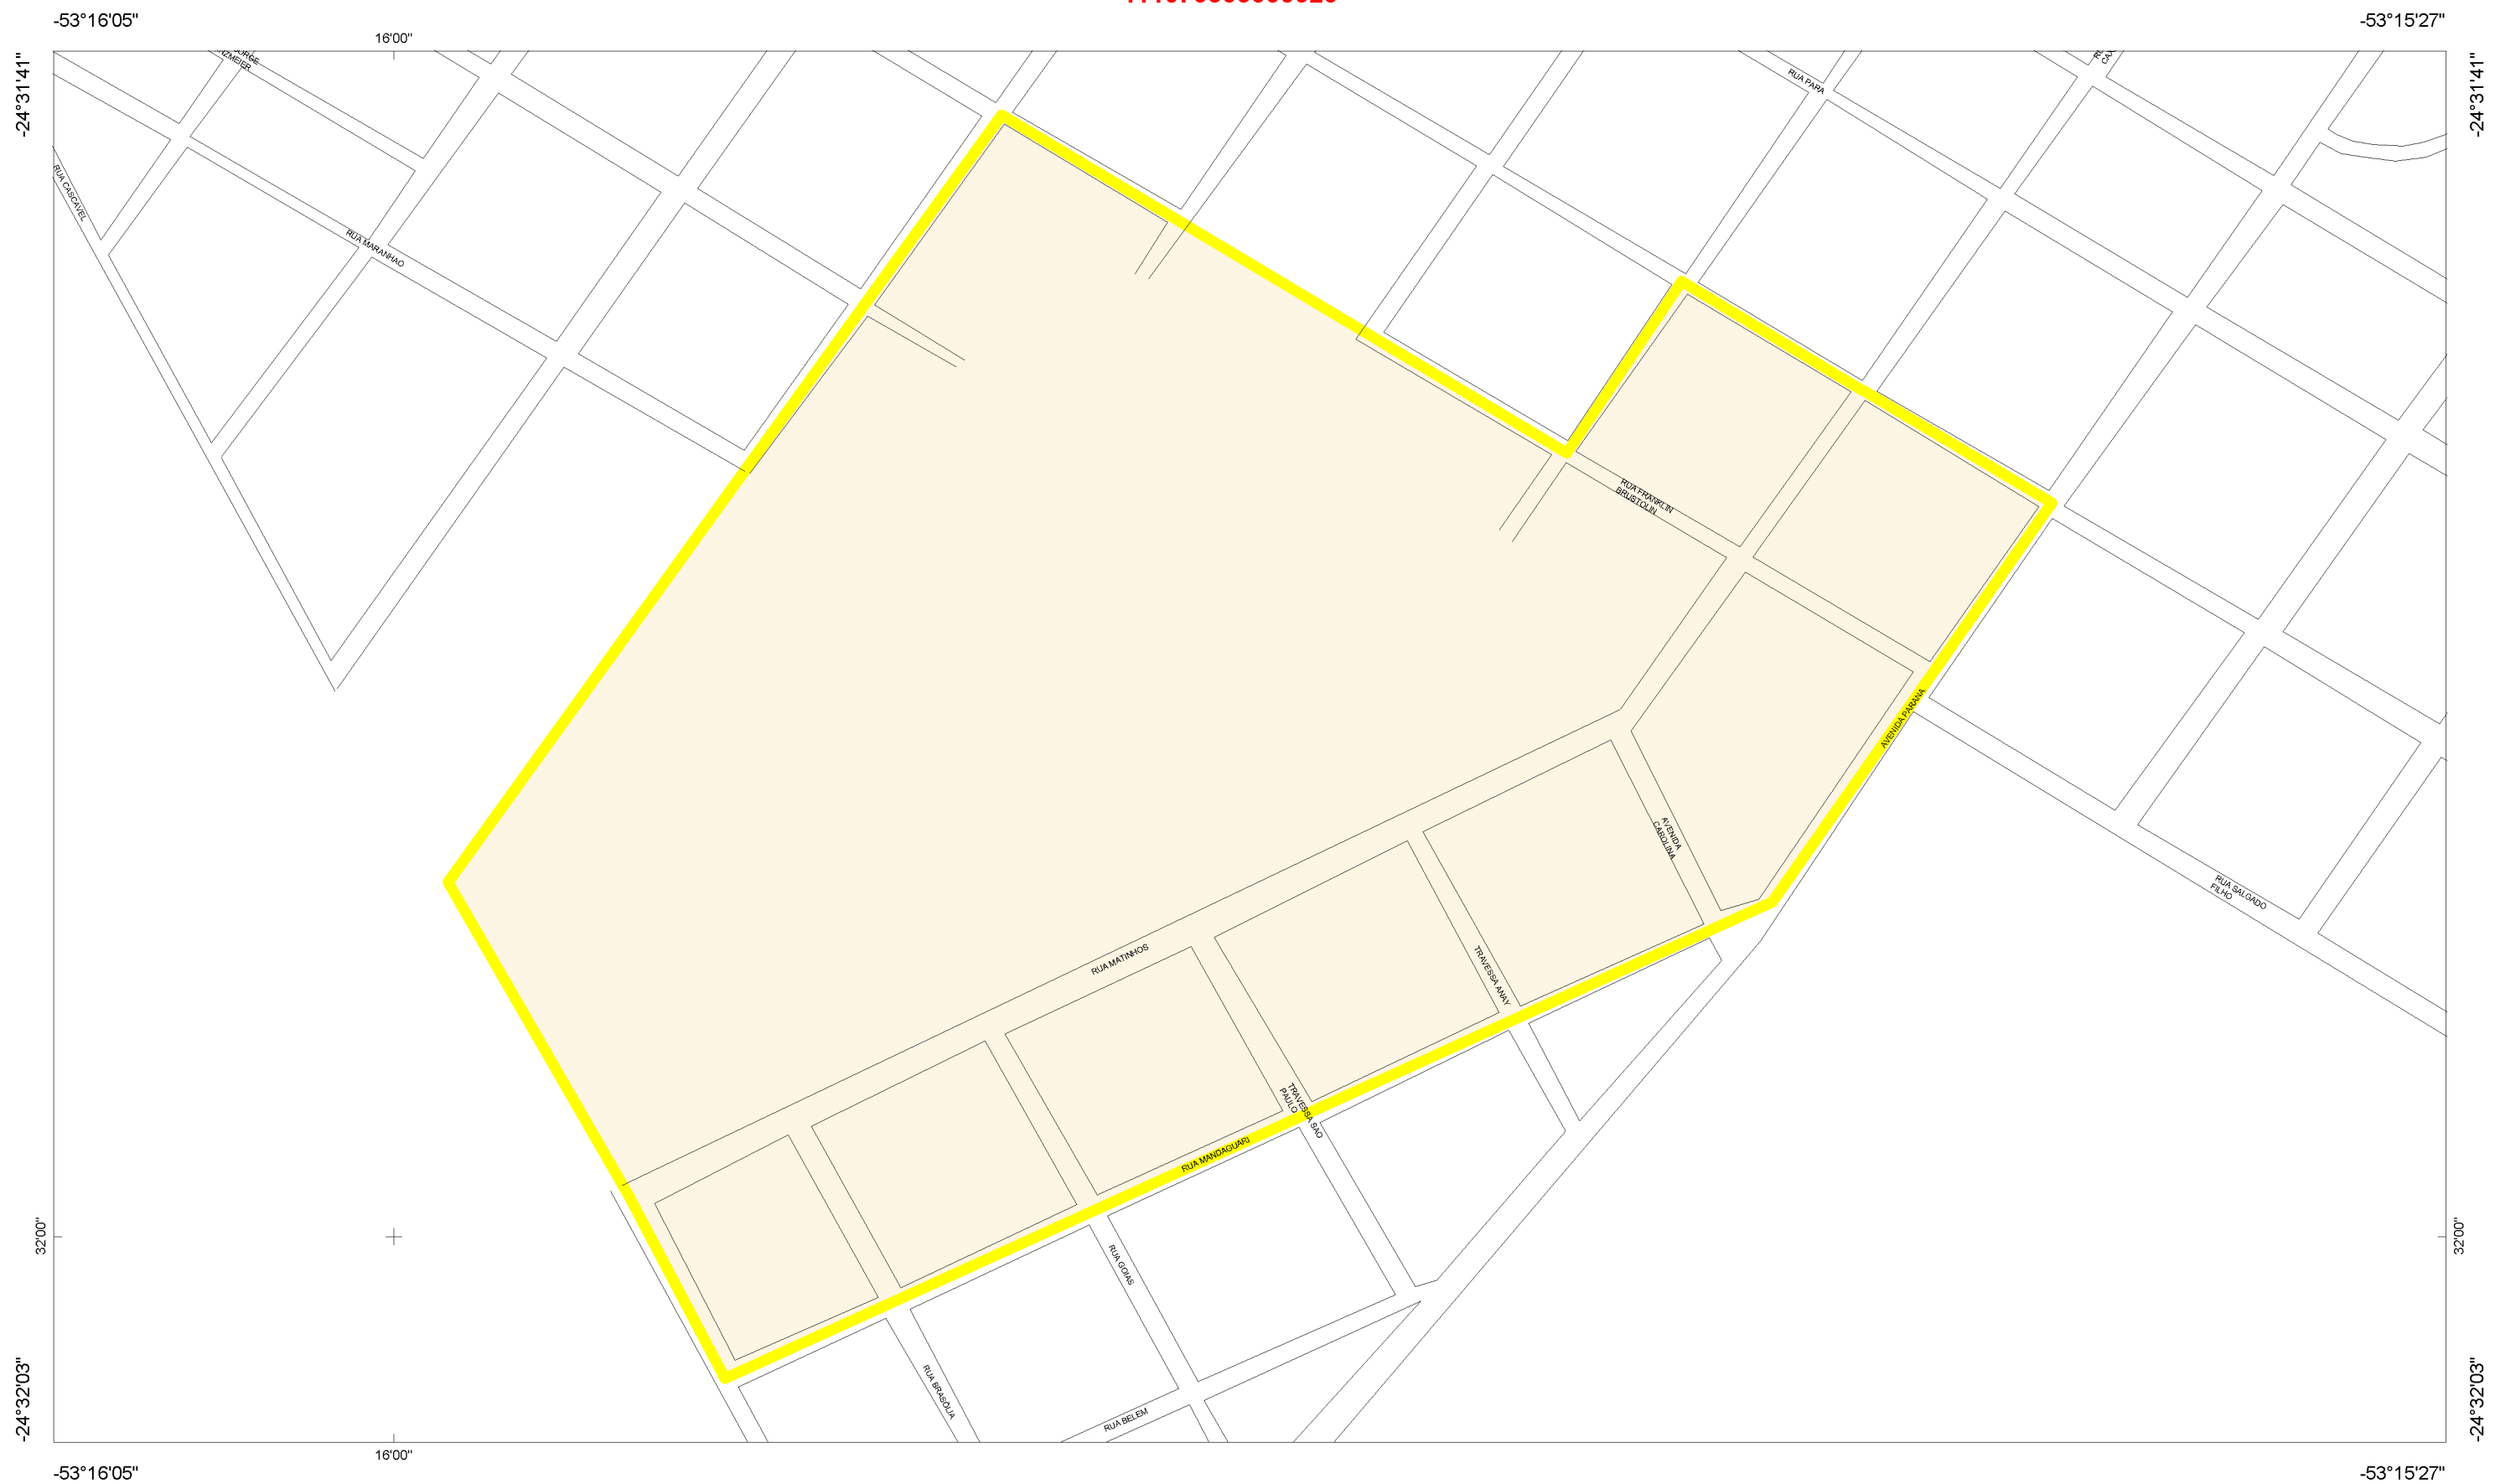 -53°16'05"
-53°15'27"
16'00"
-24°31'41"
-24°31'41"
RUA PARA
RUA CASCAVEL
RUA MARANHAO
RUA FRANKLIN
BRUSTOLIN
AVENIDA PARANA
AVENIDA
CAROLINA
RUA SALGADO
FILHO
RUA MATINHOS
TRAVESSA ANAY
TRAVESSA SAO
PAULO
RUA MANDAGUARI
RUA GOIAS
32'00"
32'00"
RUA BRASOLIA
RUA BELEM
-24°32'03"
-24°32'03"
16'00"
-53°16'05"
-53°15'27"